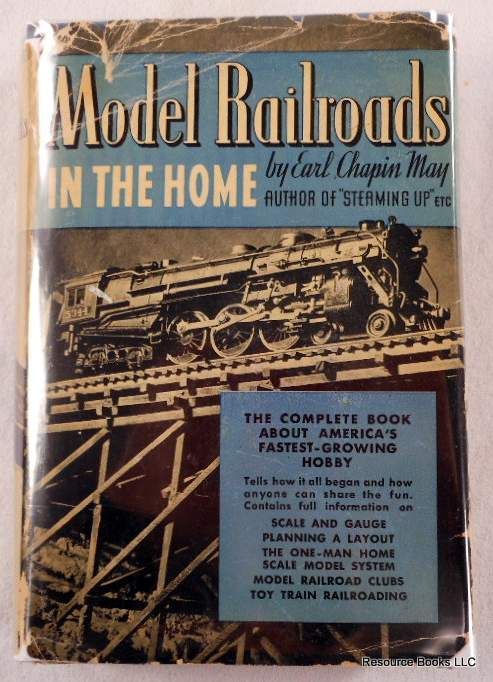 Model Railroads
IN THE HOME
by Earl Chapin May
AUTHOR OF "STEAMING UP" ETC
THE COMPLETE BOOK
ABOUT AMERICA'S
FASTEST-GROWING
HOBBY
Tells how it all began and how
anyone can share the fun.
Contains full information on
SCALE AND GAUGE
PLANNING A LAYOUT
THE ONE-MAN HOME
SCALE MODEL SYSTEM
MODEL RAILROAD CLUBS
TOY TRAIN RAILROADING
Resource Books LLC